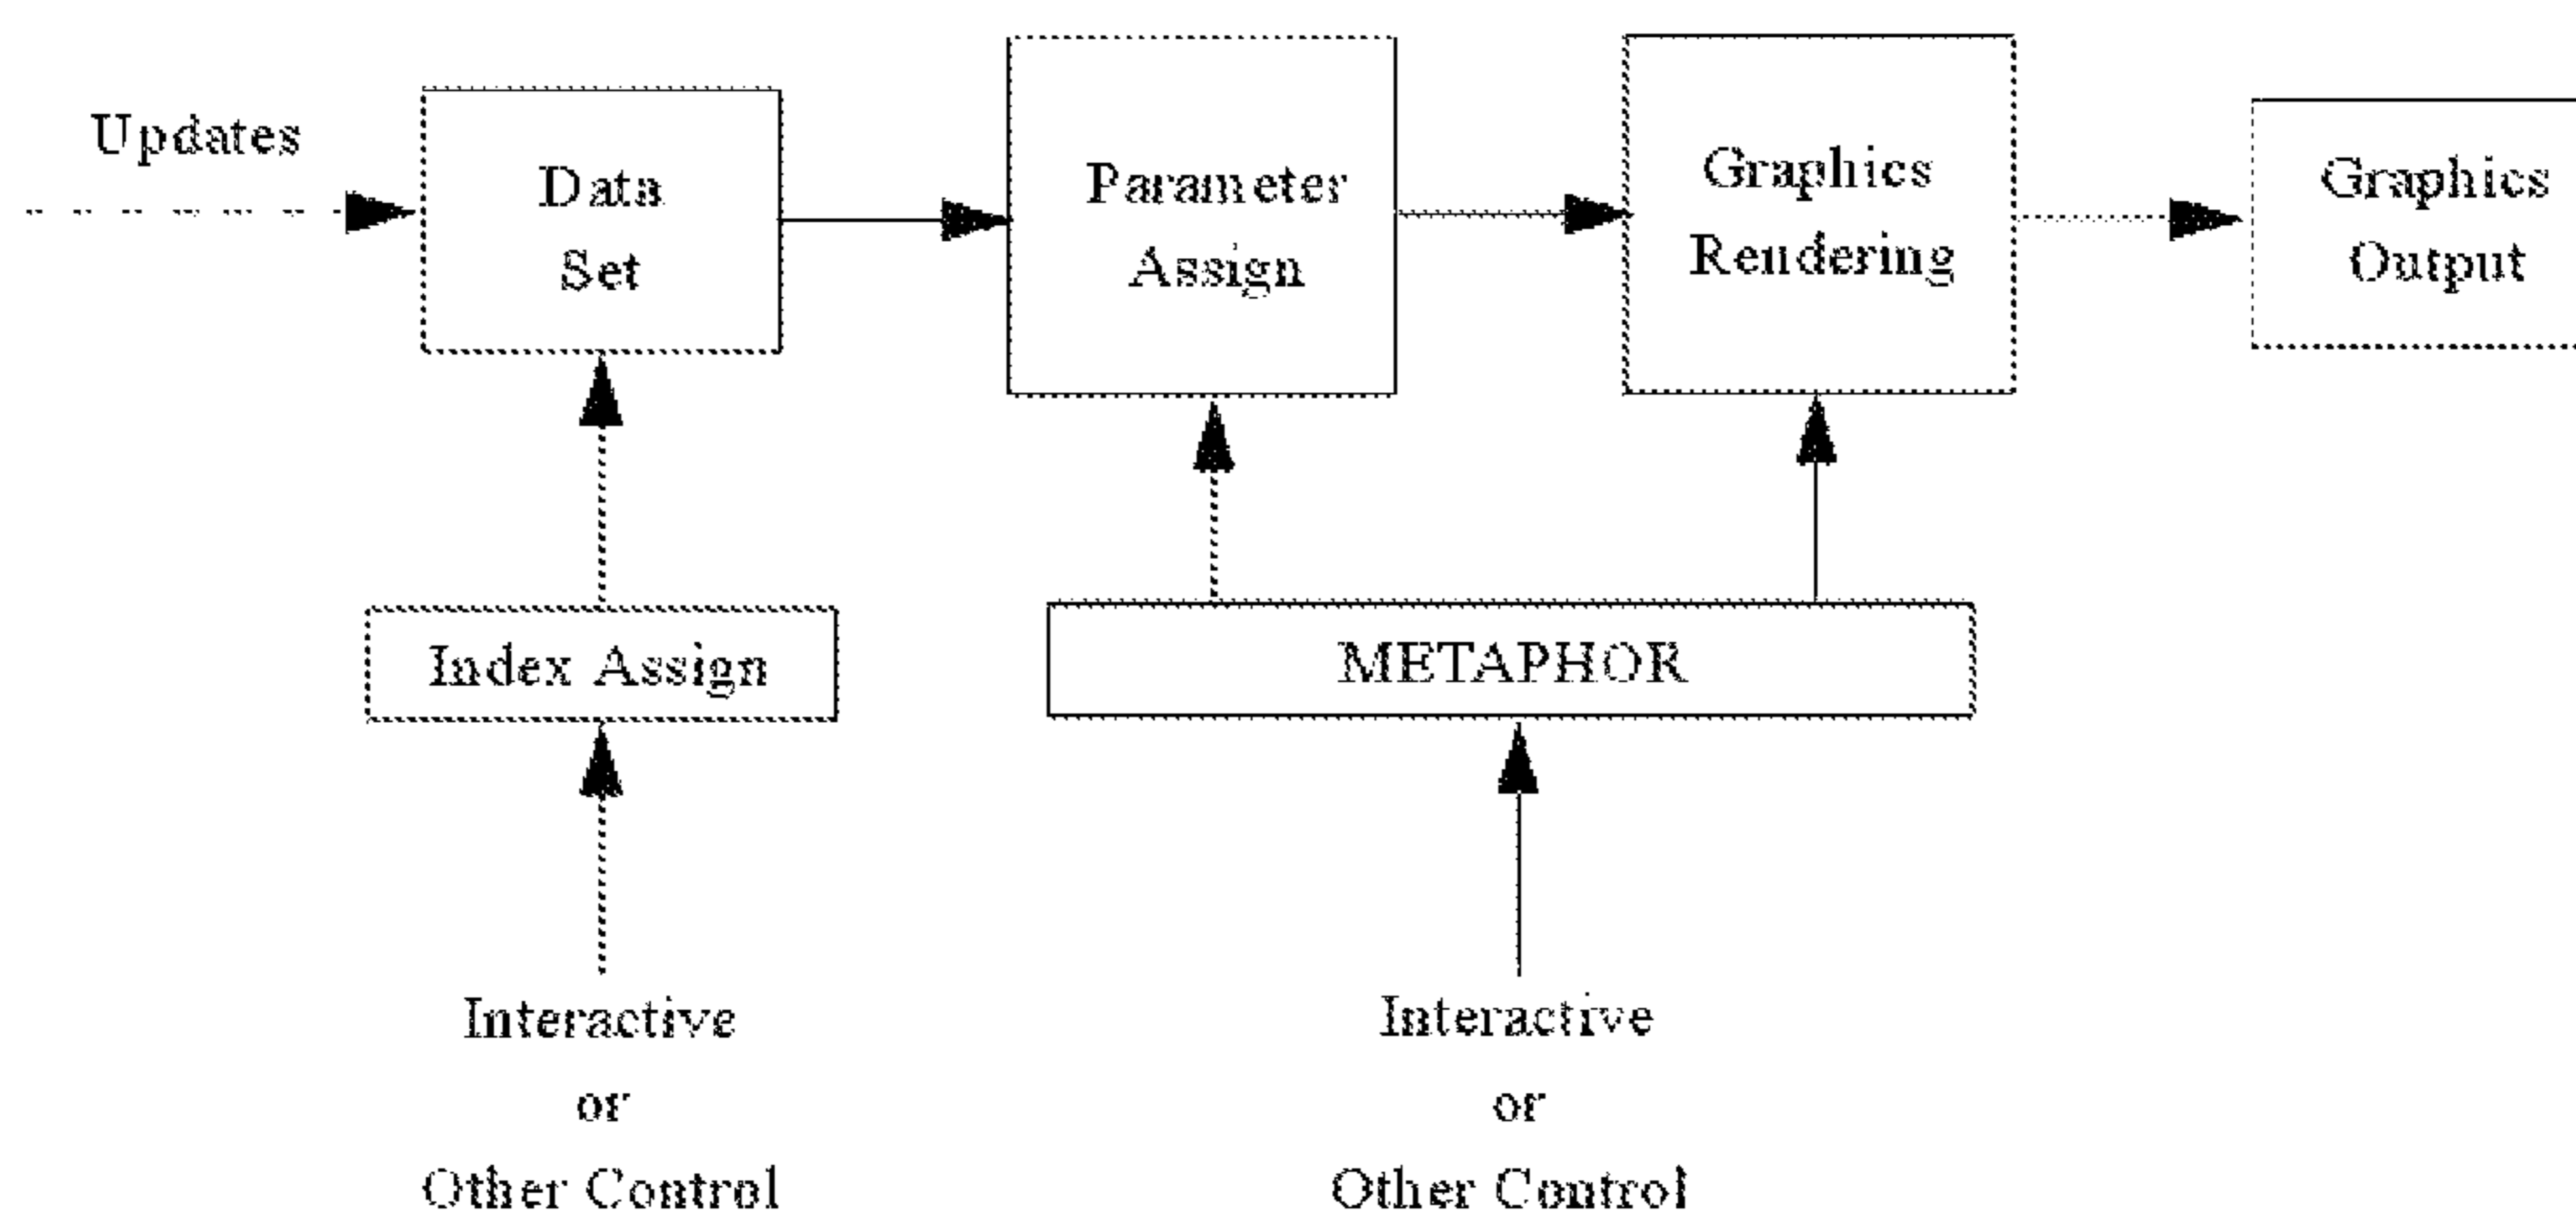 Updates
Data
Set
Parameter
Assign
Graphics
Rendering
Graphics
Output
Index Assign
METAPHOR
Interactive
or
Other Control
Interactive
or
Other Control